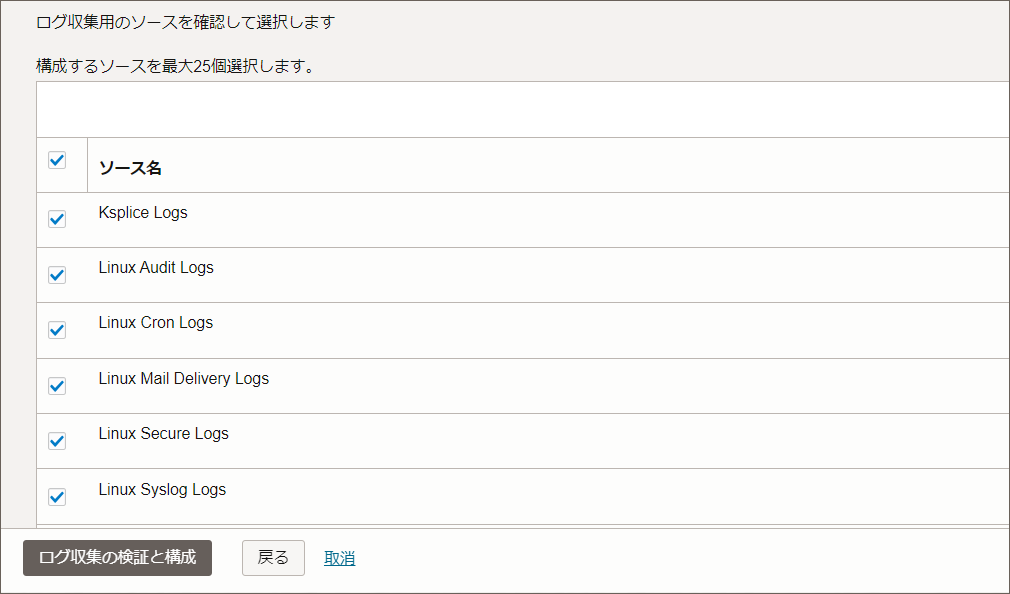 ログ収集用のソースを確認して選択します
構成するソースを最大25個選択します。
ソース名
Ksplice Logs
Linux Audit Logs
Linux Cron Logs
Linux Mail Delivery Logs
Linux Secure Logs
Linux Syslog Logs
ログ収集の検証と構成 戻る 取消